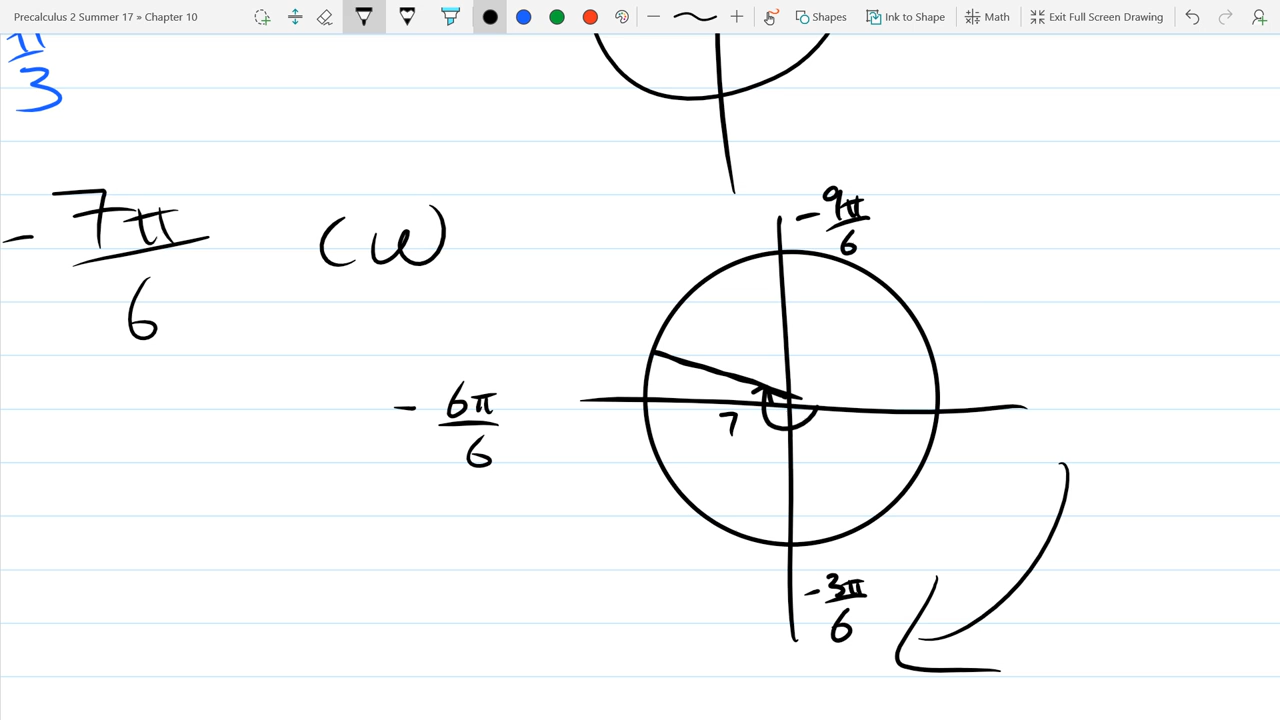 Precalculus 2 Summer 17 » Chapter 10
Shapes
Ink to Shape
Math
Exit Full Screen Drawing
π/3
-7π/6 (W)
-9π/6
-6π/6
7
-3π/6